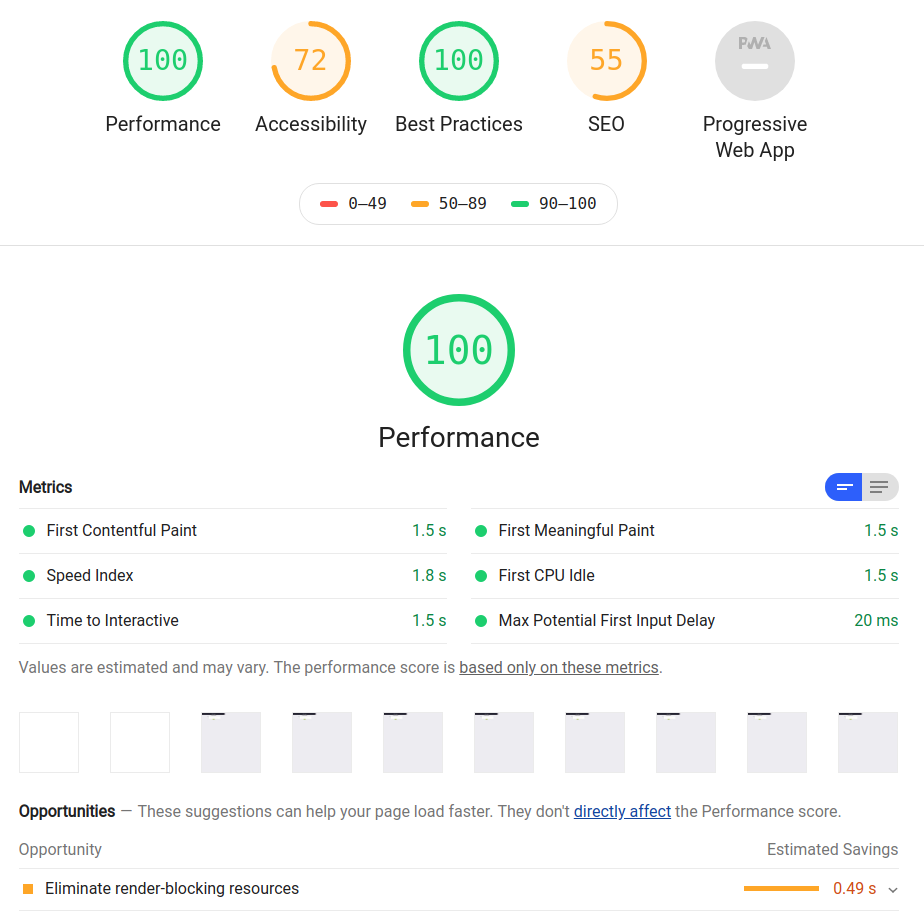 100 72 100 55 PWA
Performance Accessibility Best Practices SEO Progressive
Web App
0–49 50–89 90–100
100
Performance
Metrics
First Contentful Paint 1.5 s First Meaningful Paint 1.5 s
Speed Index 1.8 s First CPU Idle 1.5 s
Time to Interactive 1.5 s Max Potential First Input Delay 20 ms
Values are estimated and may vary. The performance score is based only on these metrics.
Opportunities — These suggestions can help your page load faster. They don't directly affect the Performance score.
Opportunity Estimated Savings
Eliminate render-blocking resources 0.49 s